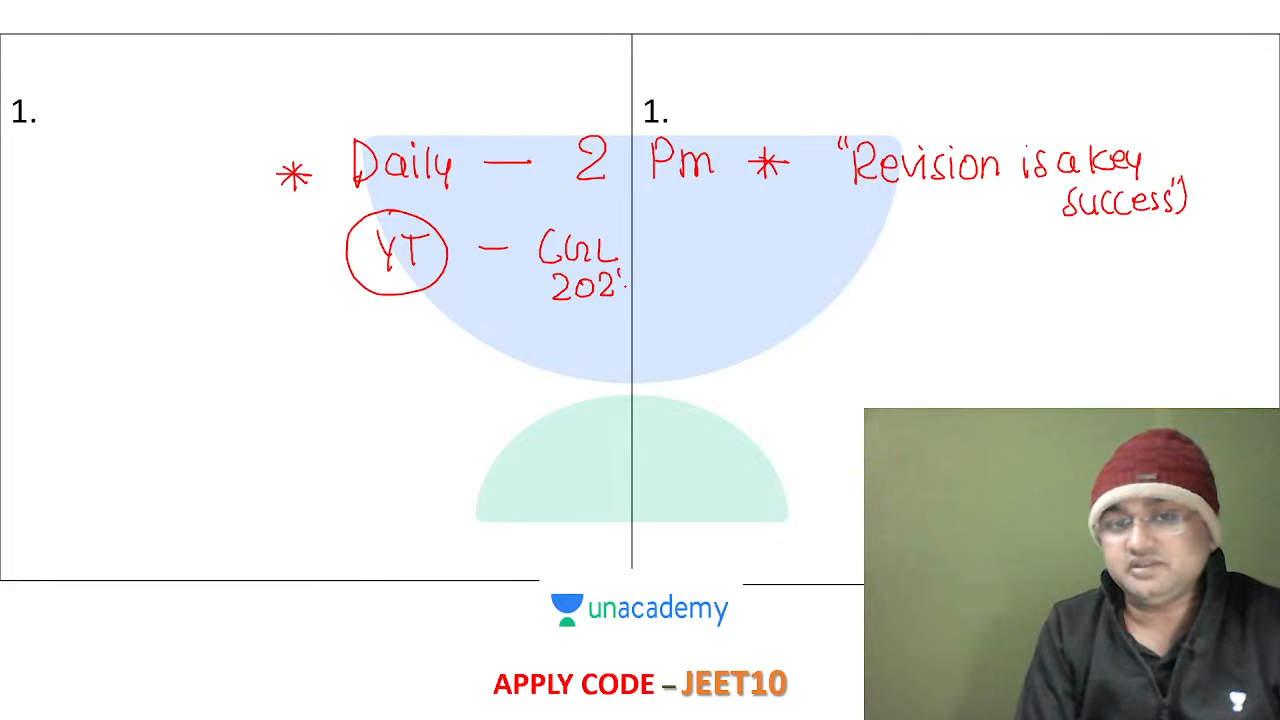 1.
1.
* Daily — 2 Pm * "Revision is a key
success")
YT — CGL
202
unacademy
APPLY CODE – JEET10